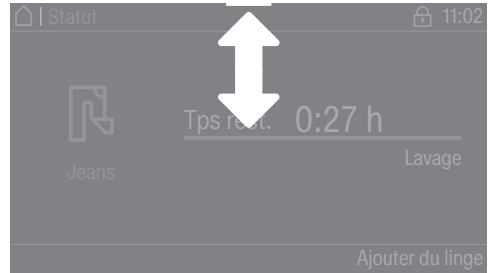 Statut 11:02
Tps rest. 0:27 h
Lavage
Jeans
Ajouter du linge